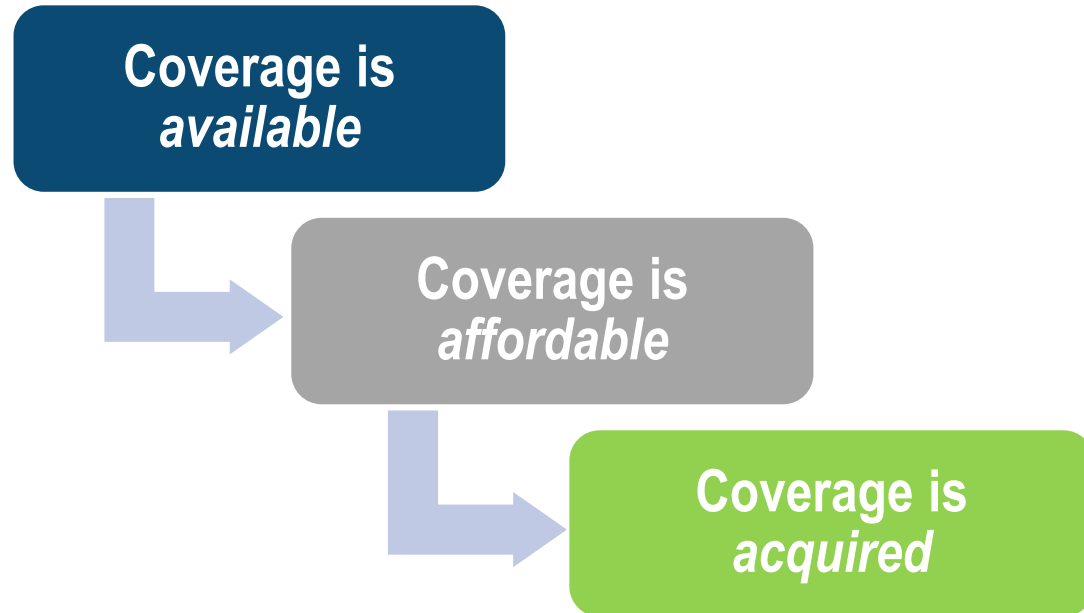 Coverage is
available
Coverage is
affordable
Coverage is
acquired